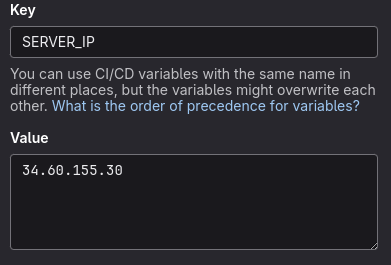 Key
SERVER_IP
You can use CI/CD variables with the same name in
different places, but the variables might overwrite each
other. What is the order of precedence for variables?
Value
34.60.155.30